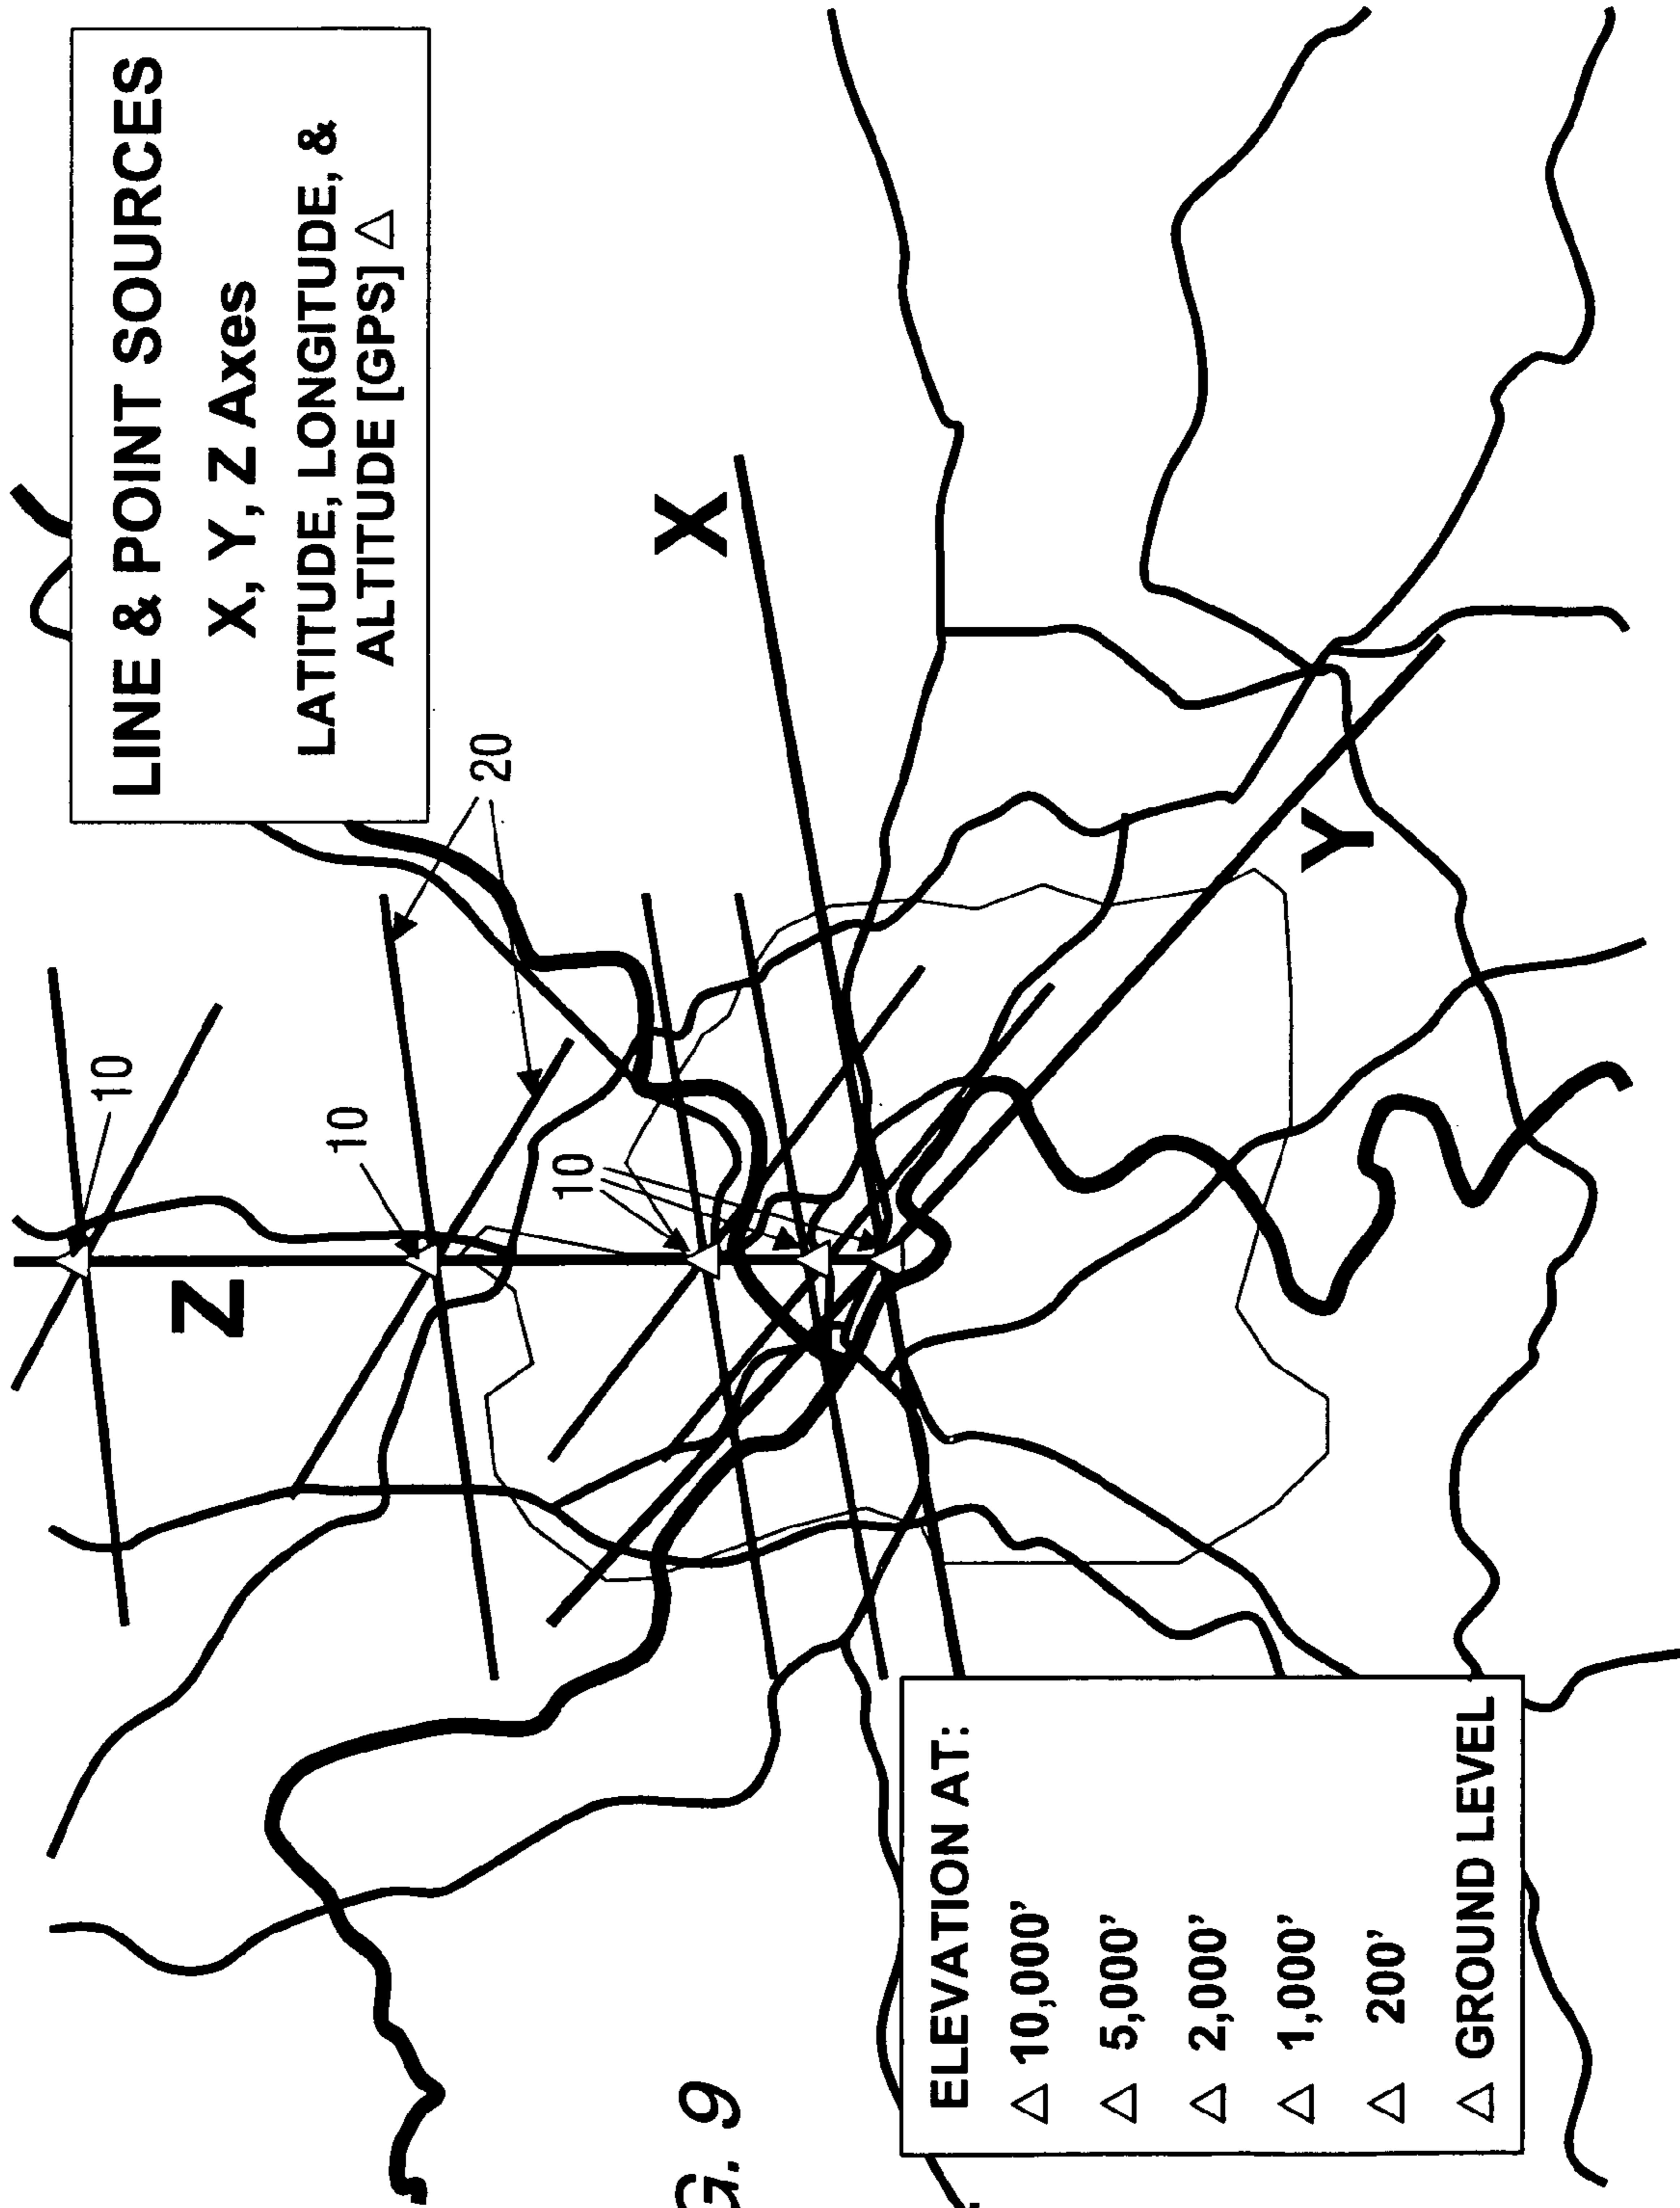 LINE & POINT SOURCES
X, Y, Z Axes
LATITUDE, LONGITUDE, &
ALTITUDE [GPS] △
10
Z
10
20
10
X
Y
G. 9
ELEVATION AT:
△ 10,000’
△ 5,000’
△ 2,000’
△ 1,000’
△ 200’
△ GROUND LEVEL